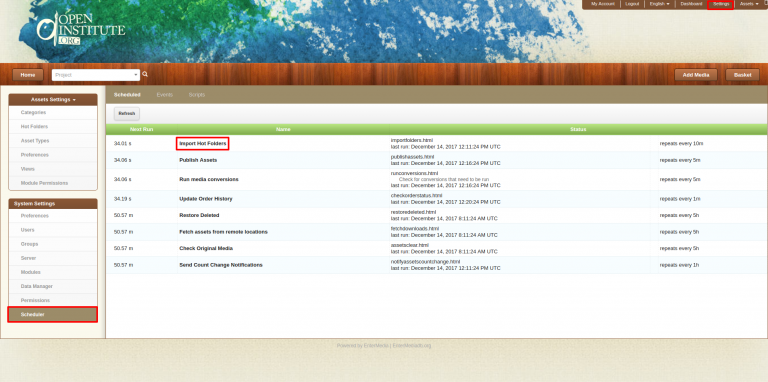 OPEN
INSTITUTE
.ORG
My Account
Logout
English
Dashboard
Settings
Assets
Home
Project
Add Media
Basket
Assets Settings
Categories
Hot Folders
Asset Types
Preferences
Views
Module Permissions
System Settings
Preferences
Users
Groups
Server
Modules
Data Manager
Permissions
Scheduler
Scheduled Events Scripts
Refresh
Next Run Name Status
34.01 s Import Hot Folders importfolders.html repeats every 10m
last run: December 14, 2017 12:11:24 PM UTC
34.06 s Publish Assets publishassets.html repeats every 5m
last run: December 14, 2017 12:16:24 PM UTC
34.06 s Run media conversions runconversions.html repeats every 5m
Check for conversions that need to be run
last run: December 14, 2017 12:16:24 PM UTC
34.19 s Update Order History checkorderstatus.html repeats every 1m
last run: December 14, 2017 12:20:24 PM UTC
50.57 m Restore Deleted restoredeleted.html repeats every 5h
last run: December 14, 2017 8:11:24 AM UTC
50.57 m Fetch assets from remote locations fetchdownloads.html repeats every 5h
last run: December 14, 2017 8:11:24 AM UTC
50.57 m Check Original Media assetsclear.html repeats every 5h
last run: December 14, 2017 8:11:24 AM UTC
50.57 m Send Count Change Notifications notifyassetscountchange.html repeats every 1h
last run: December 14, 2017 12:11:24 PM UTC